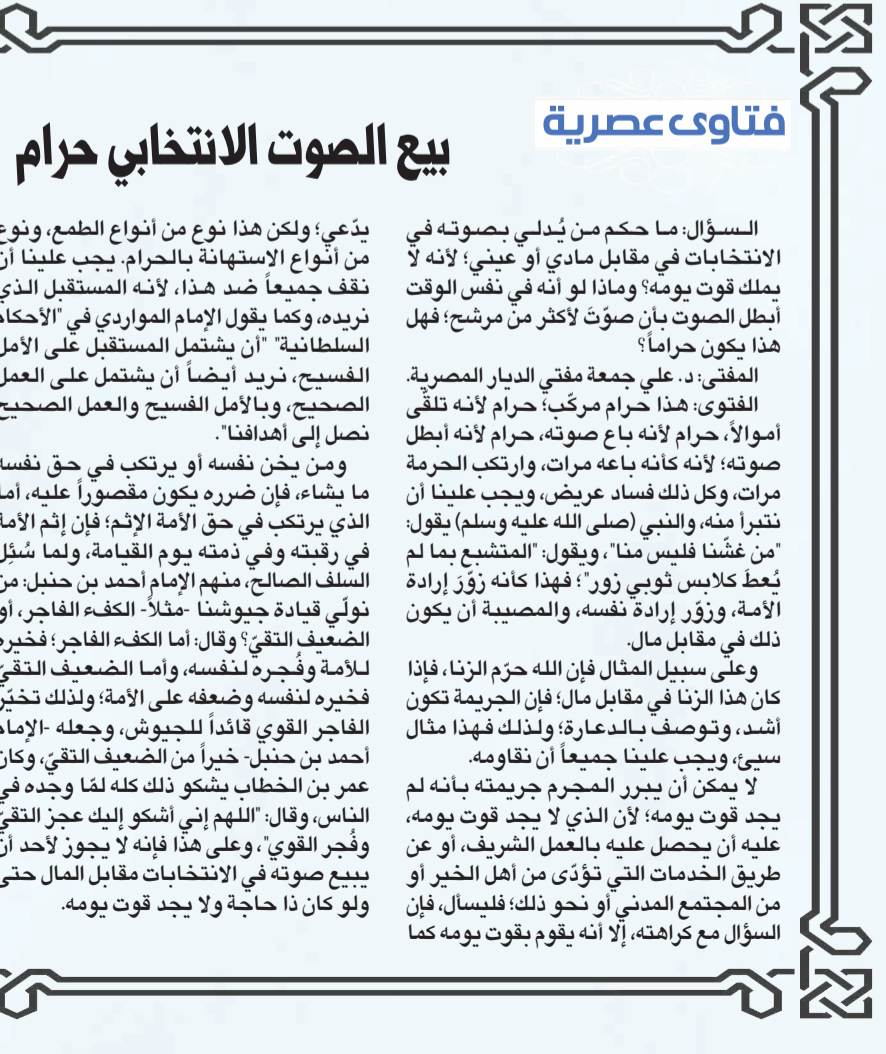 فتاوى عصرية
بيع الصوت الانتخابي حرام
السؤال: ما حكم من يُدلي بصوته في
الانتخابات في مقابل مادي أو عيني؛ لأنه لا
يملك قوت يومه؟ وماذا لو أنه في نفس الوقت
أبطل الصوت بأن صوّتَ لأكثر من مرشح؛ فهل
هذا يكون حراماً؟
المفتى: د. علي جمعة مفتي الديار المصرية.
الفتوى: هذا حرام مركّب؛ حرام لأنه تلقّى
أموالاً، حرام لأنه باع صوته، حرام لأنه أبطل
صوته؛ لأنه كأنه باعه مرات، وارتكب الحرمة
مرات، وكل ذلك فساد عريض، ويجب علينا أن
نتبرأ منه، والنبي (صلى الله عليه وسلم) يقول:
"من غشّنا فليس منا"، ويقول: "المتشبع بما لم
يُعطَ كلابس ثوبي زور"؛ فهذا كأنه زوّرَ إرادة
الأمة، وزوّر إرادة نفسه، والمصيبة أن يكون
ذلك في مقابل مال.
وعلى سبيل المثال فإن الله حرّم الزنا، فإذا
كان هذا الزنا في مقابل مال؛ فإن الجريمة تكون
أشد، وتوصف بالدعارة؛ ولذلك فهذا مثال
سيئ، ويجب علينا جميعاً أن نقاومه.
لا يمكن أن يبرر المجرم جريمته بأنه لم
يجد قوت يومه؛ لأن الذي لا يجد قوت يومه،
عليه أن يحصل عليه بالعمل الشريف، أو عن
طريق الخدمات التي تؤدّى من أهل الخير أو
من المجتمع المدني أو نحو ذلك؛ فليسأل، فإن
السؤال مع كراهته، إلا أنه يقوم بقوت يومه كما
يدّعي؛ ولكن هذا نوع من أنواع الطمع، ونوع
من أنواع الاستهانة بالحرام. يجب علينا أن
نقف جميعاً ضد هذا، لأنه المستقبل الذي
نريده، وكما يقول الإمام المواردي في "الأحكام
السلطانية" "أن يشتمل المستقبل على الأمل
الفسيح، نريد أيضاً أن يشتمل على العمل
الصحيح، وبالأمل الفسيح والعمل الصحيح
نصل إلى أهدافنا".
ومن يخن نفسه أو يرتكب في حق نفسه
ما يشاء، فإن ضرره يكون مقصوراً عليه، أما
الذي يرتكب في حق الأمة الإثم؛ فإن إثم الأمة
في رقبته وفي ذمته يوم القيامة، ولما سُئِل
السلف الصالح، منهم الإمام أحمد بن حنبل: من
نولّي قيادة جيوشنا -مثلاً- الكفء الفاجر، أو
الضعيف التقيّ؟ وقال: أما الكفء الفاجر؛ فخيره
للأمة وفُجره لنفسه، وأما الضعيف التقيّ
فخيره لنفسه وضعفه على الأمة؛ ولذلك تخيّر
الفاجر القوي قائداً للجيوش، وجعله -الإمام
أحمد بن حنبل- خيراً من الضعيف التقيّ، وكان
عمر بن الخطاب يشكو ذلك كله لمّا وجده في
الناس، وقال: "اللهم إني أشكو إليك عجز التقيّ
وفُجر القوي"، وعلى هذا فإنه لا يجوز لأحد أن
يبيع صوته في الانتخابات مقابل المال حتى
ولو كان ذا حاجة ولا يجد قوت يومه.